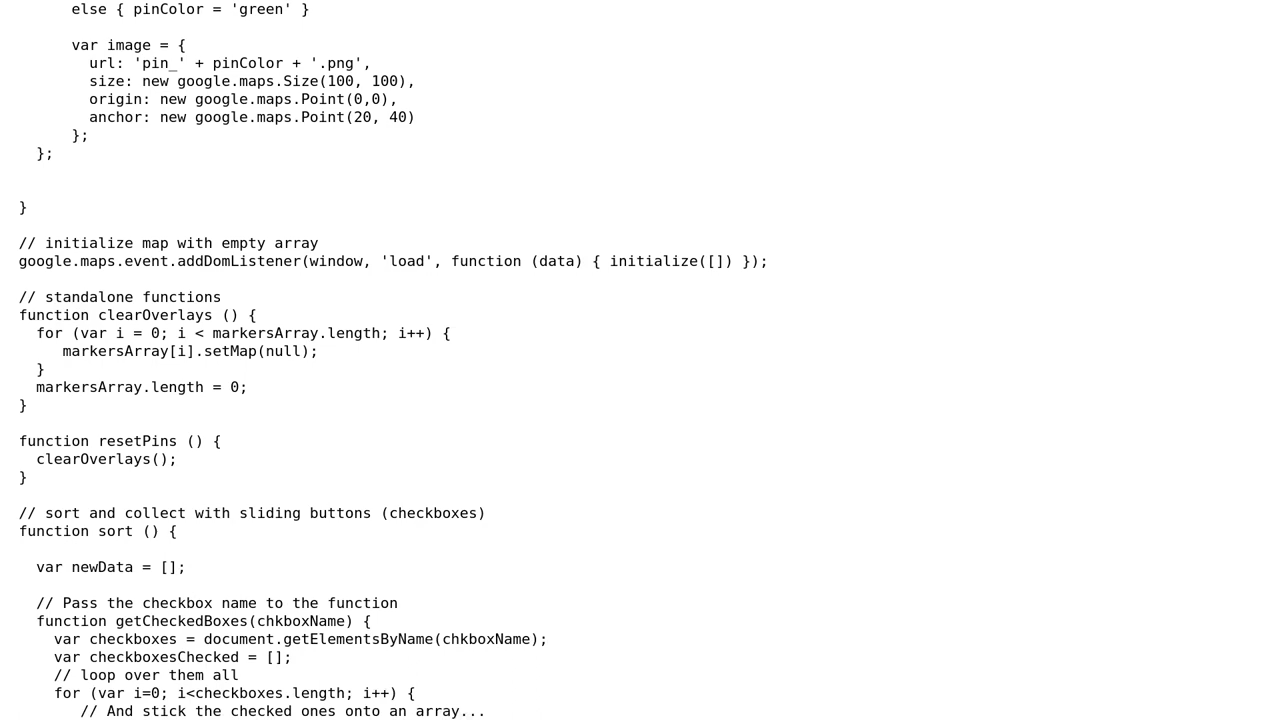 else { pinColor = 'green' }

      var image = {
        url: 'pin_' + pinColor + '.png',
        size: new google.maps.Size(100, 100),
        origin: new google.maps.Point(0,0),
        anchor: new google.maps.Point(20, 40)
      };
  };


}

// initialize map with empty array
google.maps.event.addDomListener(window, 'load', function (data) { initialize([]) });

// standalone functions
function clearOverlays () {
  for (var i = 0; i < markersArray.length; i++) {
     markersArray[i].setMap(null);
  }
  markersArray.length = 0;
}

function resetPins () {
  clearOverlays();
}

// sort and collect with sliding buttons (checkboxes)
function sort () {

  var newData = [];

  // Pass the checkbox name to the function
  function getCheckedBoxes(chkboxName) {
    var checkboxes = document.getElementsByName(chkboxName);
    var checkboxesChecked = [];
    // loop over them all
    for (var i=0; i<checkboxes.length; i++) {
       // And stick the checked ones onto an array...